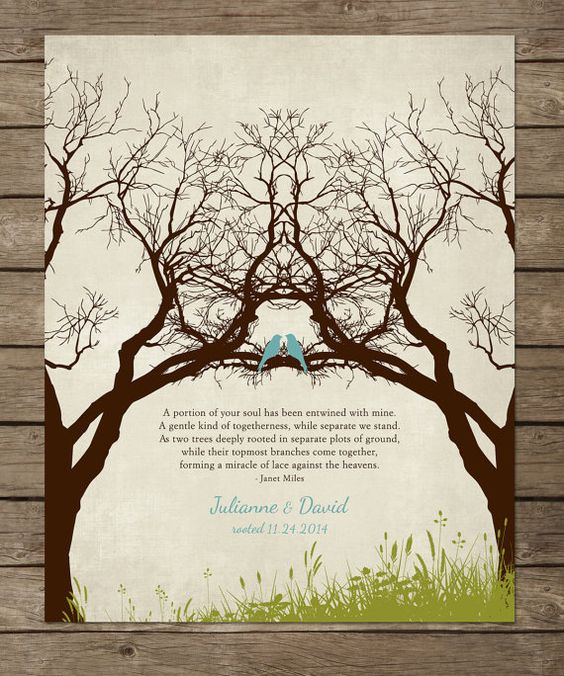 A portion of your soul has been entwined with mine.
A gentle kind of togetherness, while separate we stand.
As two trees deeply rooted in separate plots of ground,
while their topmost branches come together,
forming a miracle of lace against the heavens.
- Janet Miles
Julianne & David
rooted 11.24.2014